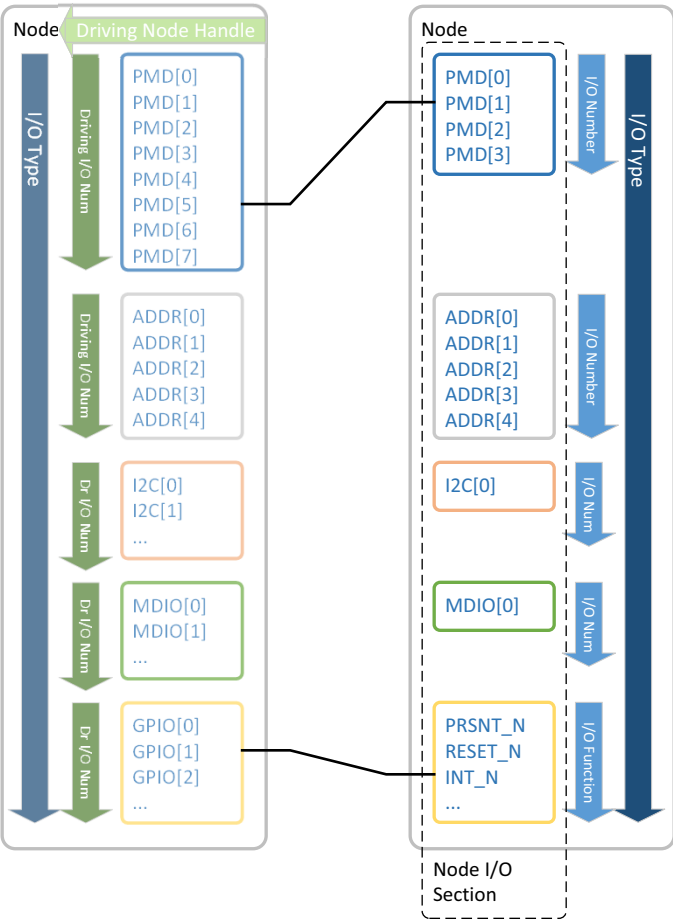 Node
Driving Node Handle
I/O Type
Driving I/O Num
PMD[0]
PMD[1]
PMD[2]
PMD[3]
PMD[4]
PMD[5]
PMD[6]
PMD[7]
Driving I/O Num
ADDR[0]
ADDR[1]
ADDR[2]
ADDR[3]
ADDR[4]
Dr I/O Num
I2C[0]
I2C[1]
...
Dr I/O Num
MDIO[0]
MDIO[1]
...
Dr I/O Num
GPIO[0]
GPIO[1]
GPIO[2]
...
Node
PMD[0]
PMD[1]
PMD[2]
PMD[3]
I/O Number
I/O Type
ADDR[0]
ADDR[1]
ADDR[2]
ADDR[3]
ADDR[4]
I/O Number
I2C[0]
I/O Num
MDIO[0]
I/O Num
PRSNT_N
RESET_N
INT_N
...
I/O Function
Node I/O
Section